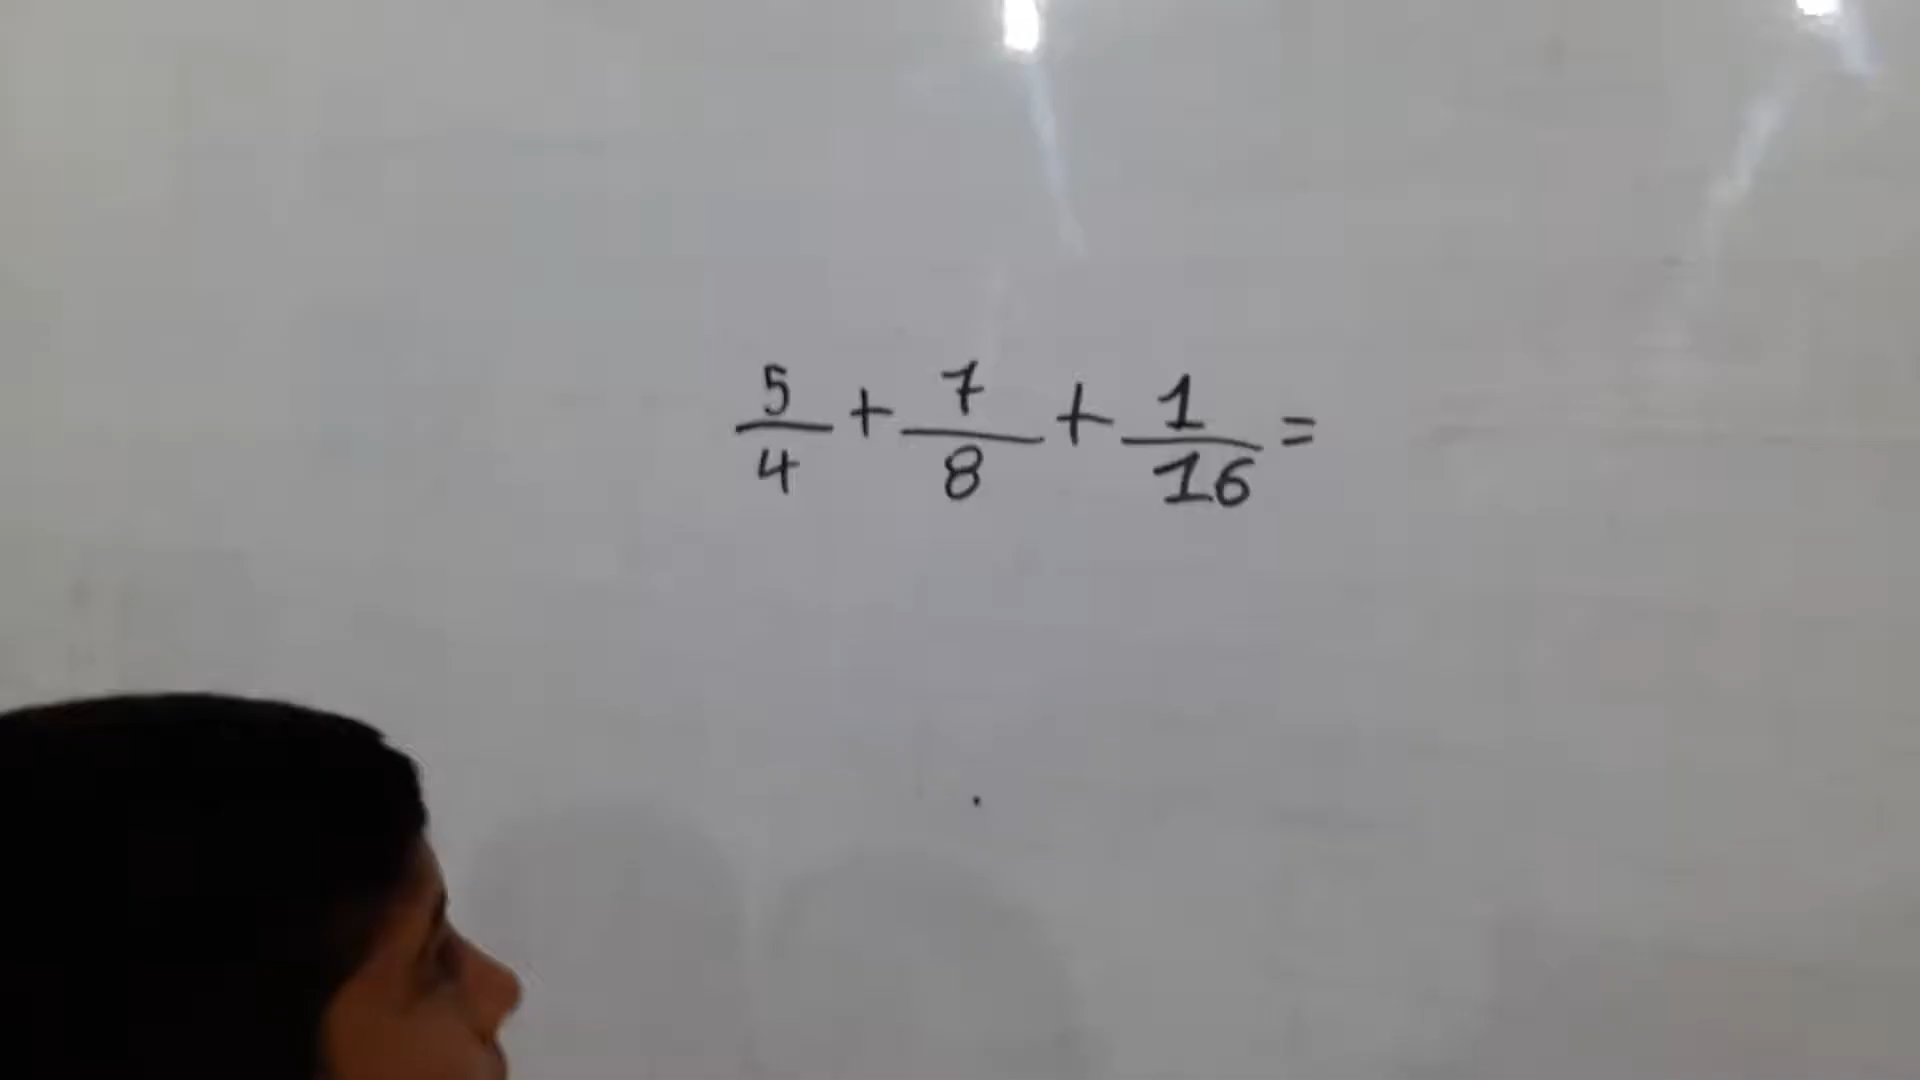 5/4 + 7/8 + 1/16 =